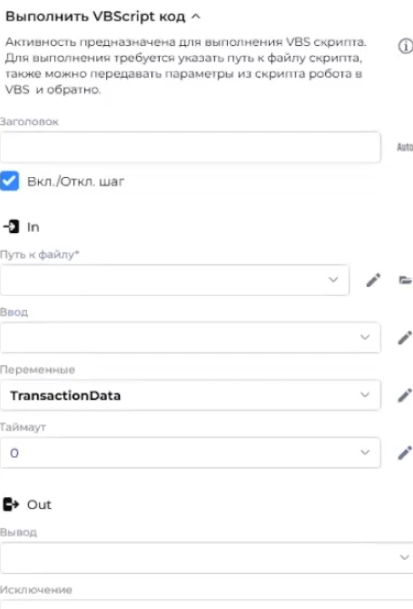 Выполнить VBScript код
Активность предназначена для выполнения VBS скрипта.
Для выполнения требуется указать путь к файлу скрипта,
также можно передавать параметры из скрипта робота в
VBS и обратно.
Заголовок
Auto
Вкл./Откл. шаг
In
Путь к файлу*
Ввод
Переменные
TransactionData
Таймаут
0
Out
Вывод
Исключение